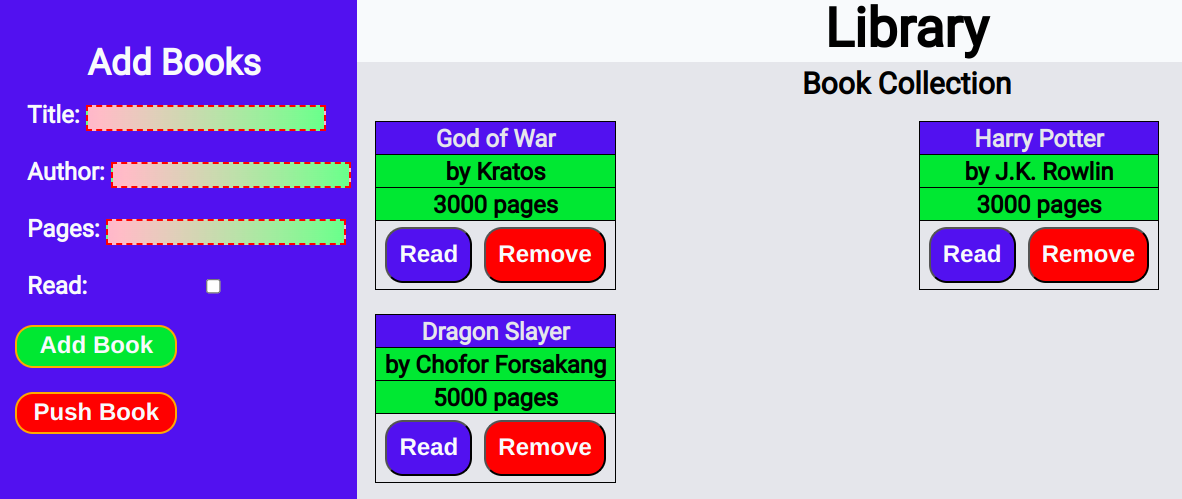 Add Books
Title:
Author:
Pages:
Read:
Add Book
Push Book
Library
Book Collection
God of War
by Kratos
3000 pages
Read Remove
Harry Potter
by J.K. Rowlin
3000 pages
Read Remove
Dragon Slayer
by Chofor Forsakang
5000 pages
Read Remove